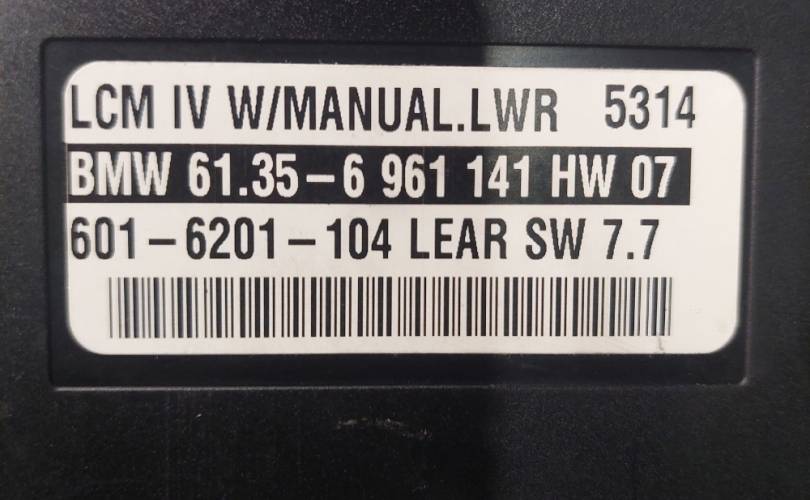 LCM IV W/MANUAL.LWR 5314
BMW 61.35-6 961 141 HW 07
601-6201-104 LEAR SW 7.7